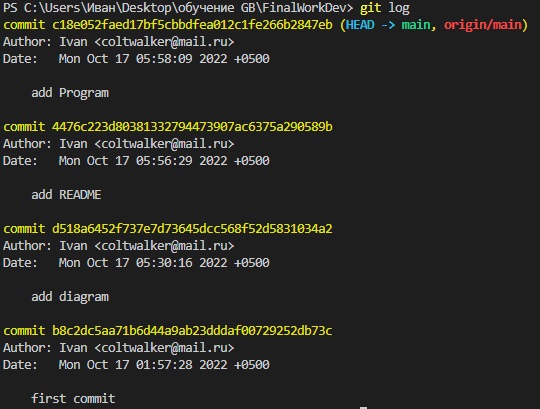 PS C:\Users\Иван\Desktop\обучение GB\FinalWorkDev> git log
commit c18e052faed17bf5cbbdfea012c1fe266b2847eb (HEAD -> main, origin/main)
Author: Ivan <coltwalker@mail.ru>
Date:   Mon Oct 17 05:58:09 2022 +0500
    add Program
commit 4476c223d80381332794473907ac6375a290589b
Author: Ivan <coltwalker@mail.ru>
Date:   Mon Oct 17 05:56:29 2022 +0500
    add README
commit d518a6452f737e7d73645dcc568f52d5831034a2
Author: Ivan <coltwalker@mail.ru>
Date:   Mon Oct 17 05:30:16 2022 +0500
    add diagram
commit b8c2dc5aa71b6d44a9ab23dddaf00729252db73c
Author: Ivan <coltwalker@mail.ru>
Date:   Mon Oct 17 01:57:28 2022 +0500
    first commit